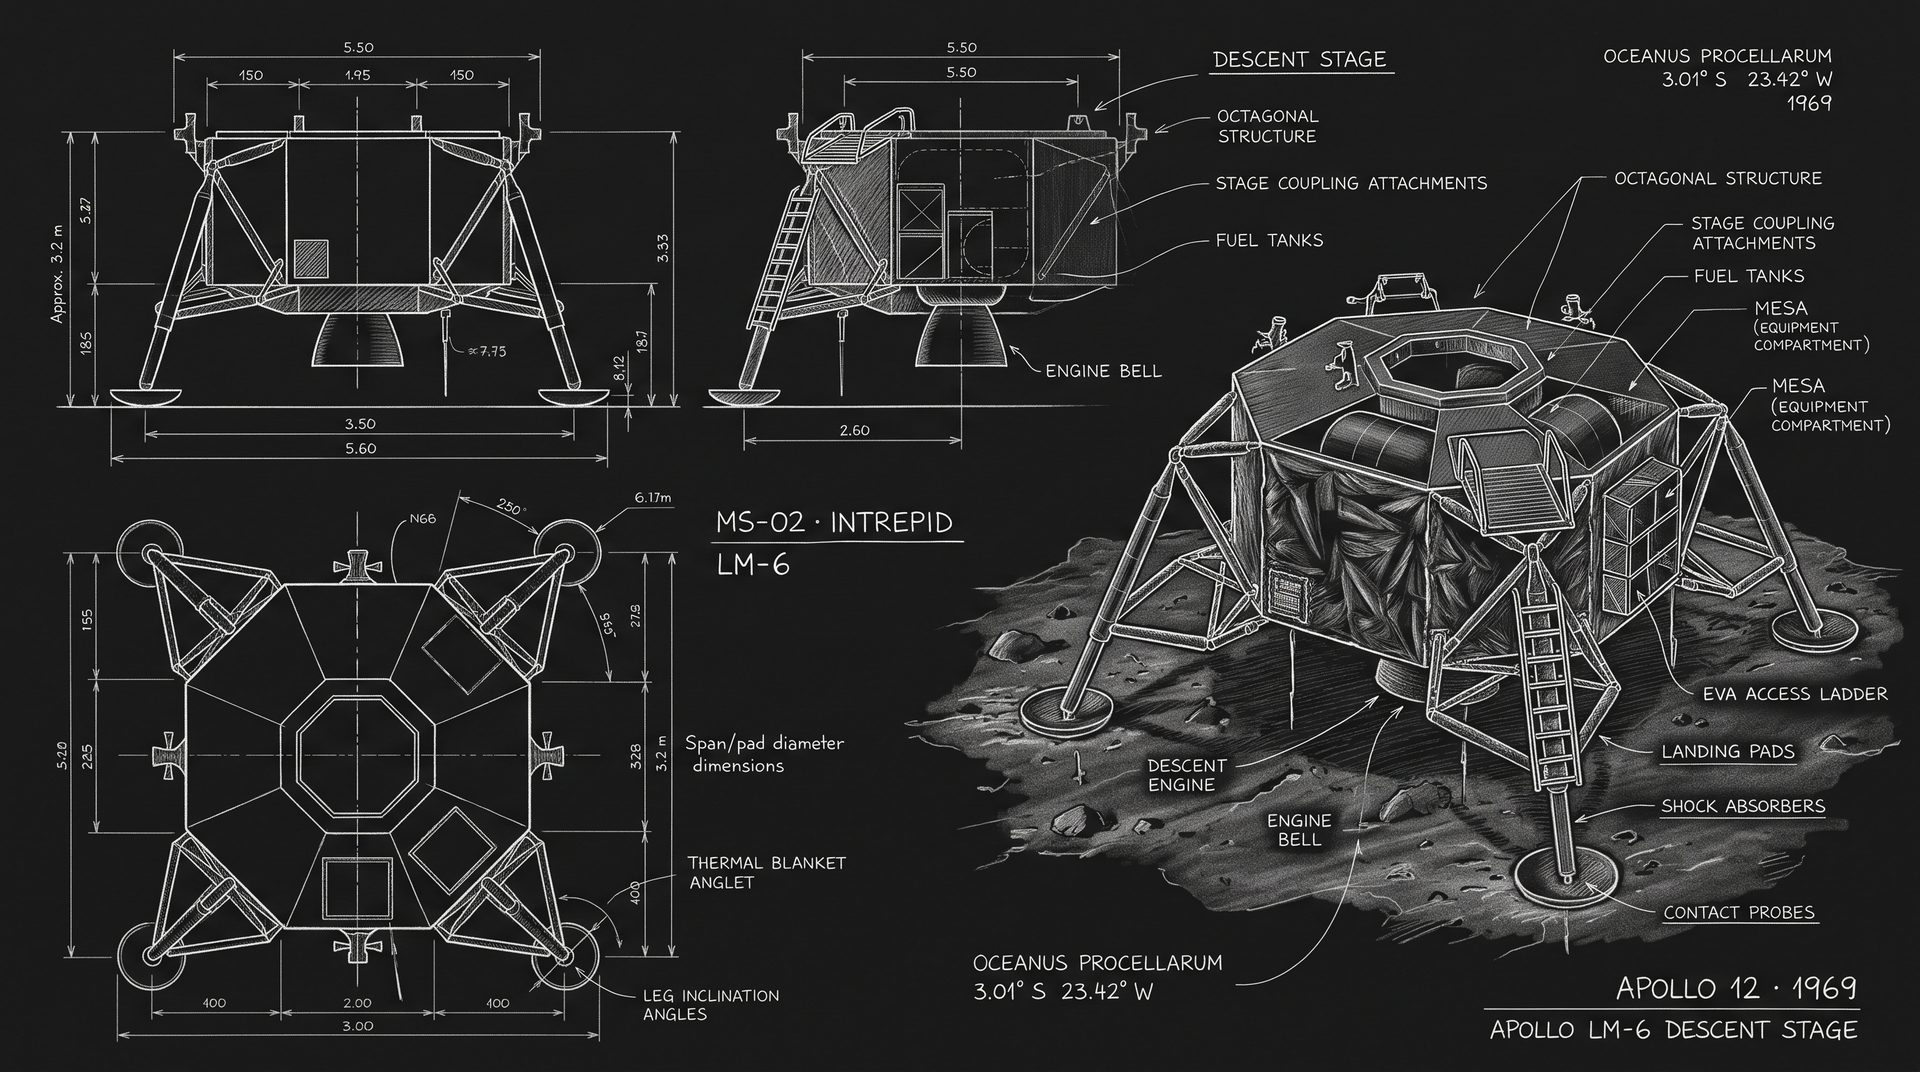 5.50
150
1.95
150
Approx. 3.2 m
185
3.33
18.7
8.12
≈7.75
3.50
5.60
5.50
5.50
2.60
DESCENT STAGE
OCTAGONAL
STRUCTURE
STAGE COUPLING ATTACHMENTS
FUEL TANKS
ENGINE BELL
OCEANUS PROCELLARUM
3.01° S 23.42° W
1969
OCTAGONAL STRUCTURE
STAGE COUPLING
ATTACHMENTS
FUEL TANKS
MESA
(EQUIPMENT
COMPARTMENT)
MESA
(EQUIPMENT
COMPARTMENT)
MS-02 · INTREPID
LM-6
250°
6.17m
N66
155
225
5.20
27.8
328
3.2 m
400
Span/pad diameter
dimensions
THERMAL BLANKET
ANGLET
LEG INCLINATION
ANGLES
400
2.00
400
3.00
EVA ACCESS LADDER
LANDING PADS
SHOCK ABSORBERS
CONTACT PROBES
DESCENT
ENGINE
ENGINE
BELL
OCEANUS PROCELLARUM
3.01° S 23.42° W
APOLLO 12 · 1969
APOLLO LM-6 DESCENT STAGE